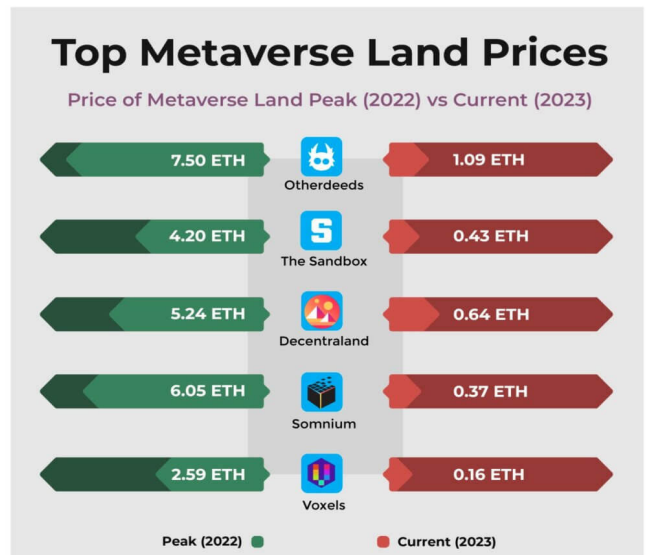 Top Metaverse Land Prices
Price of Metaverse Land Peak (2022) vs Current (2023)
7.50 ETH
Otherdeeds
1.09 ETH
4.20 ETH
S
The Sandbox
0.43 ETH
5.24 ETH
Decentraland
0.64 ETH
6.05 ETH
Somnium
0.37 ETH
2.59 ETH
Voxels
0.16 ETH
Peak (2022)
Current (2023)